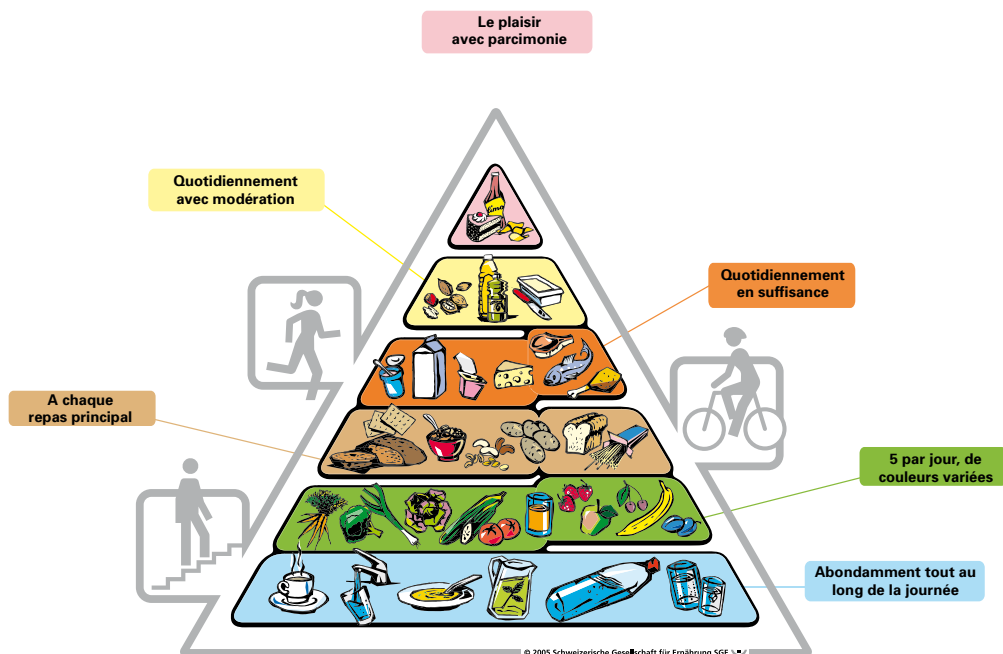 Le plaisir
avec parcimonie
Quotidiennement
avec modération
Quotidiennement
en suffisance
A chaque
repas principal
5 par jour, de
couleurs variées
Abondamment tout au
long de la journée
© 2005 Schweizerische Gesellschaft für Ernährung SGE